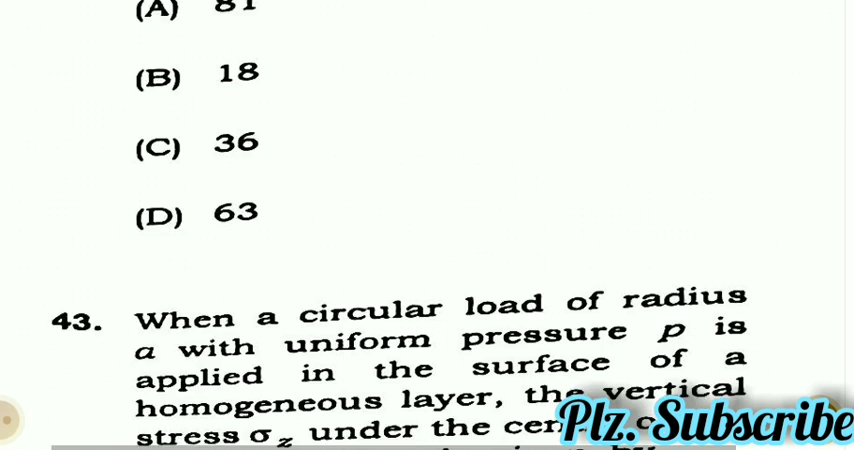 (A) 81
(B) 18
(C) 36
(D) 63
43. When a circular load of radius
a with uniform pressure p is
applied in the surface of a
homogeneous layer, the vertical
stress σz under the
Plz. Subscribe